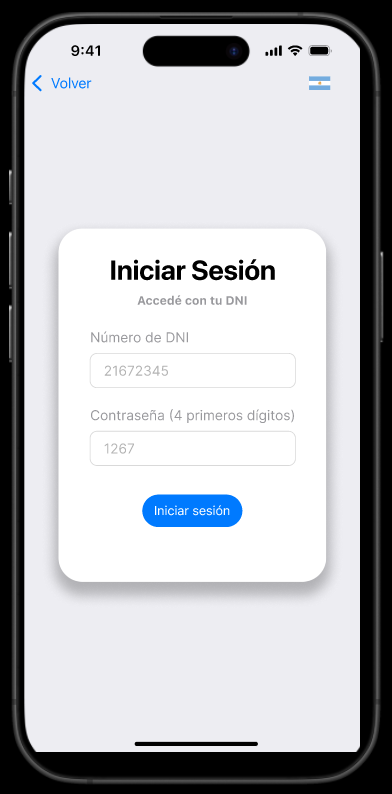 9:41
Volver
Iniciar Sesión
Accedé con tu DNI
Número de DNI
21672345
Contraseña (4 primeros dígitos)
1267
Iniciar sesión